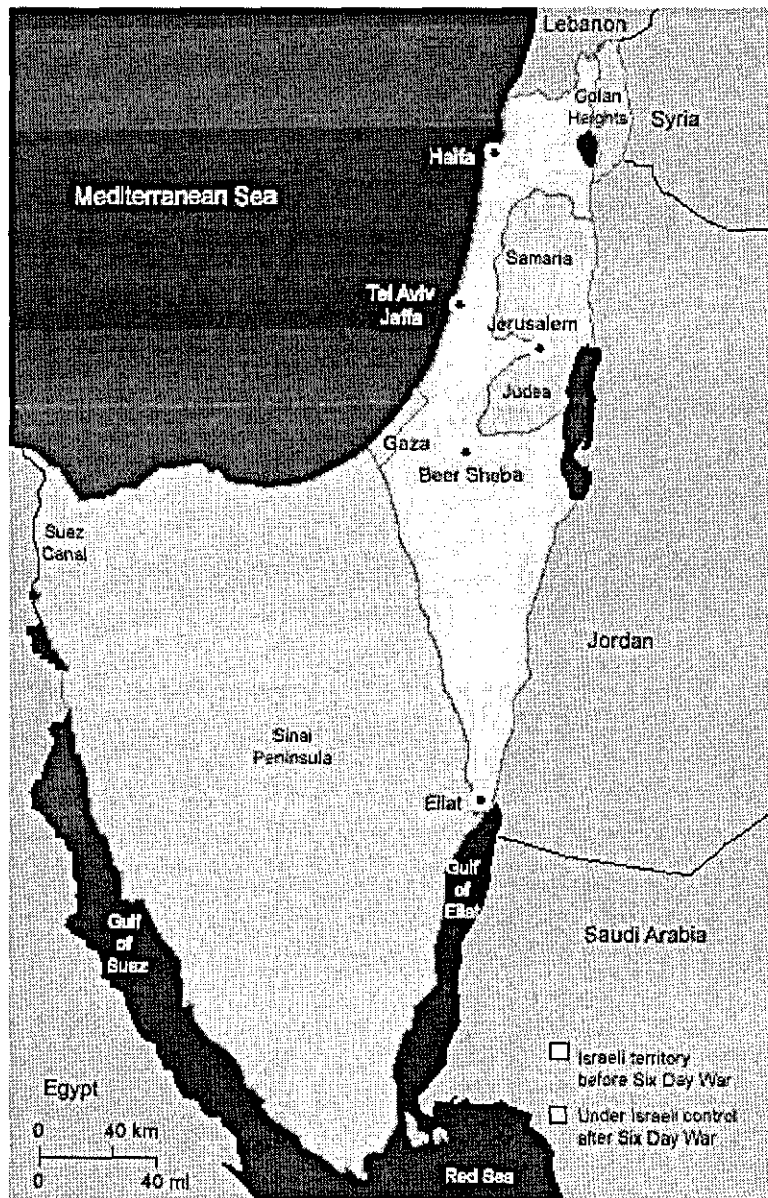 Lebanon
Golan
Heights
Syria
Haifa
Mediterranean Sea
Samaria
Tel Aviv
Jaffa
Jerusalem
Judea
Gaza
Beer Sheba
Suez
Canal
Jordan
Sinai
Peninsula
Eilat
Gulf
of
Eilat
Gulf
of
Suez
Saudi Arabia
Israeli territory
before Six Day War
Egypt
Under Israeli control
after Six Day War
0 40 km
0 40 mi
Red Sea